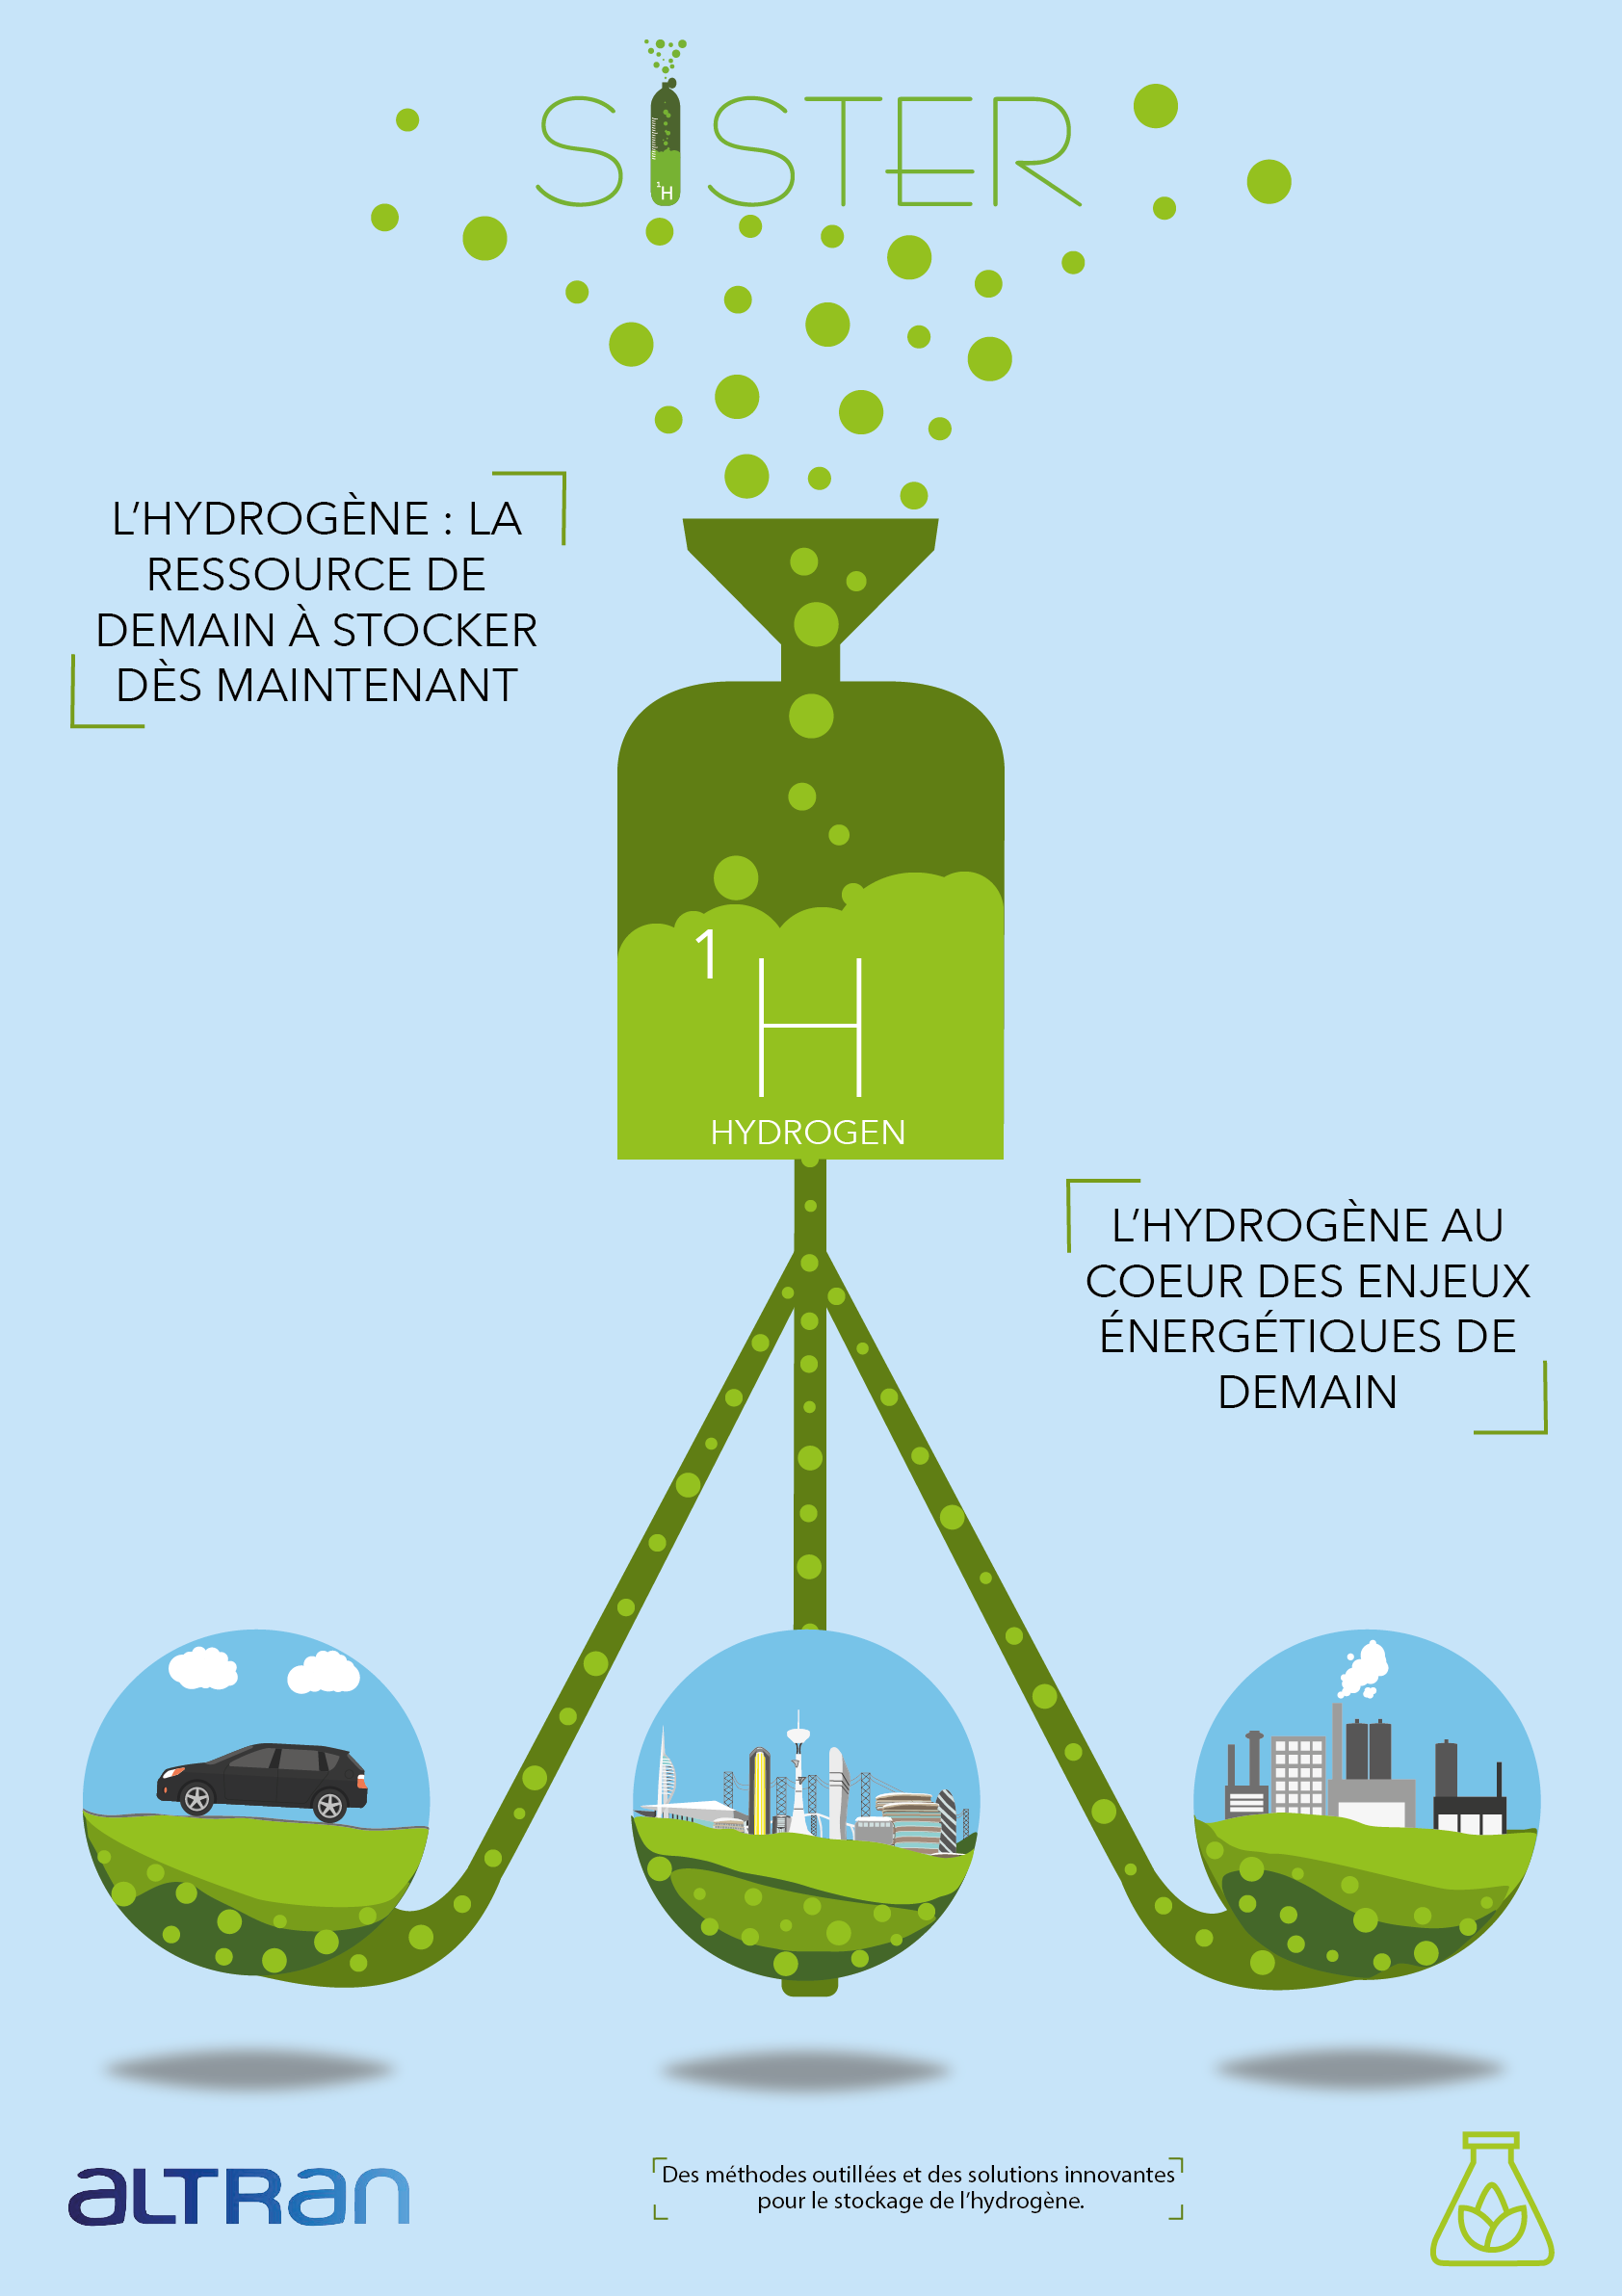 SISTER
1
H
L'HYDROGÈNE : LA
RESSOURCE DE
DEMAIN À STOCKER
DÈS MAINTENANT
1
H
HYDROGEN
L'HYDROGÈNE AU
COEUR DES ENJEUX
ÉNERGÉTIQUES DE
DEMAIN
ALTRan
Des méthodes outillées et des solutions innovantes
pour le stockage de l'hydrogène.